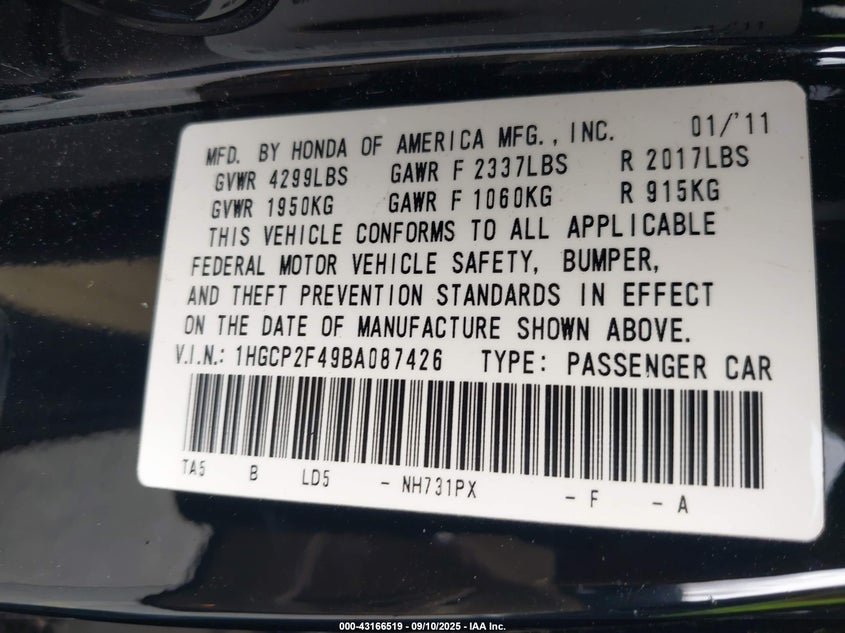 01/'11
MFD. BY HONDA OF AMERICA MFG., INC. 01/'11
GVWR 4299LBS GAWR F 2337LBS R 2017LBS
GVWR 1950KG GAWR F 1060KG R 915KG
THIS VEHICLE CONFORMS TO ALL APPLICABLE
FEDERAL MOTOR VEHICLE SAFETY, BUMPER,
AND THEFT PREVENTION STANDARDS IN EFFECT
ON THE DATE OF MANUFACTURE SHOWN ABOVE.
V.I.N.: 1HGCP2F49BA087426 TYPE: PASSENGER CAR
TA5 B LD5 - NH731PX - F - A
000-43166519 - 09/10/2025 - IAA Inc.